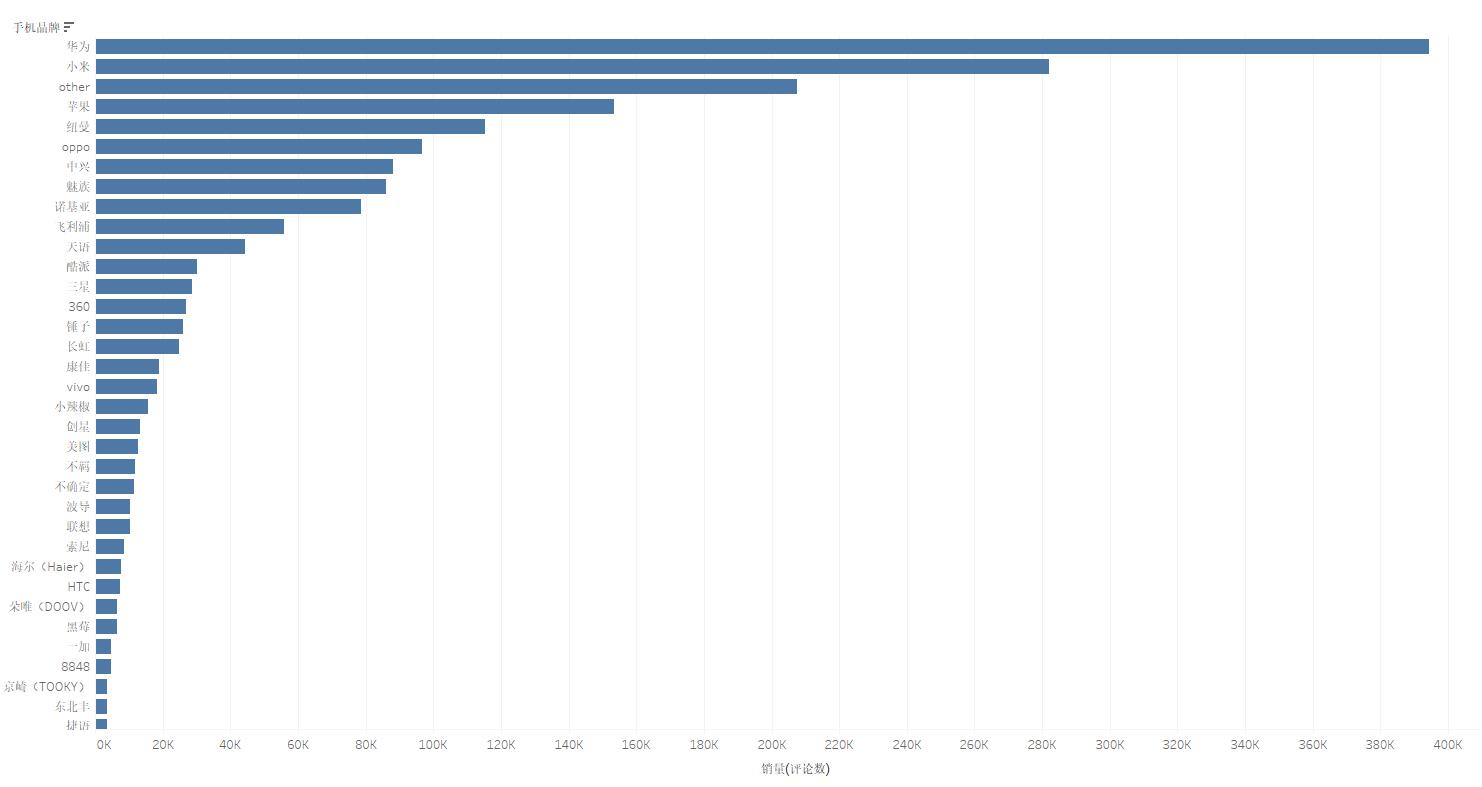 手机品牌
华为
小米
other
苹果
纽曼
oppo
中兴
魅族
诺基亚
飞利浦
天语
酷派
三星
360
锤子
长虹
康佳
vivo
小辣椒
创星
美图
不羁
不确定
波导
联想
索尼
海尔（Haier）
HTC
朵唯（DOOV）
黑莓
一加
8848
京崎（TOOKY）
东北丰
捷语
0K 20K 40K 60K 80K 100K 120K 140K 160K 180K 200K 220K 240K 260K 280K 300K 320K 340K 360K 380K 400K
销量(评论数)